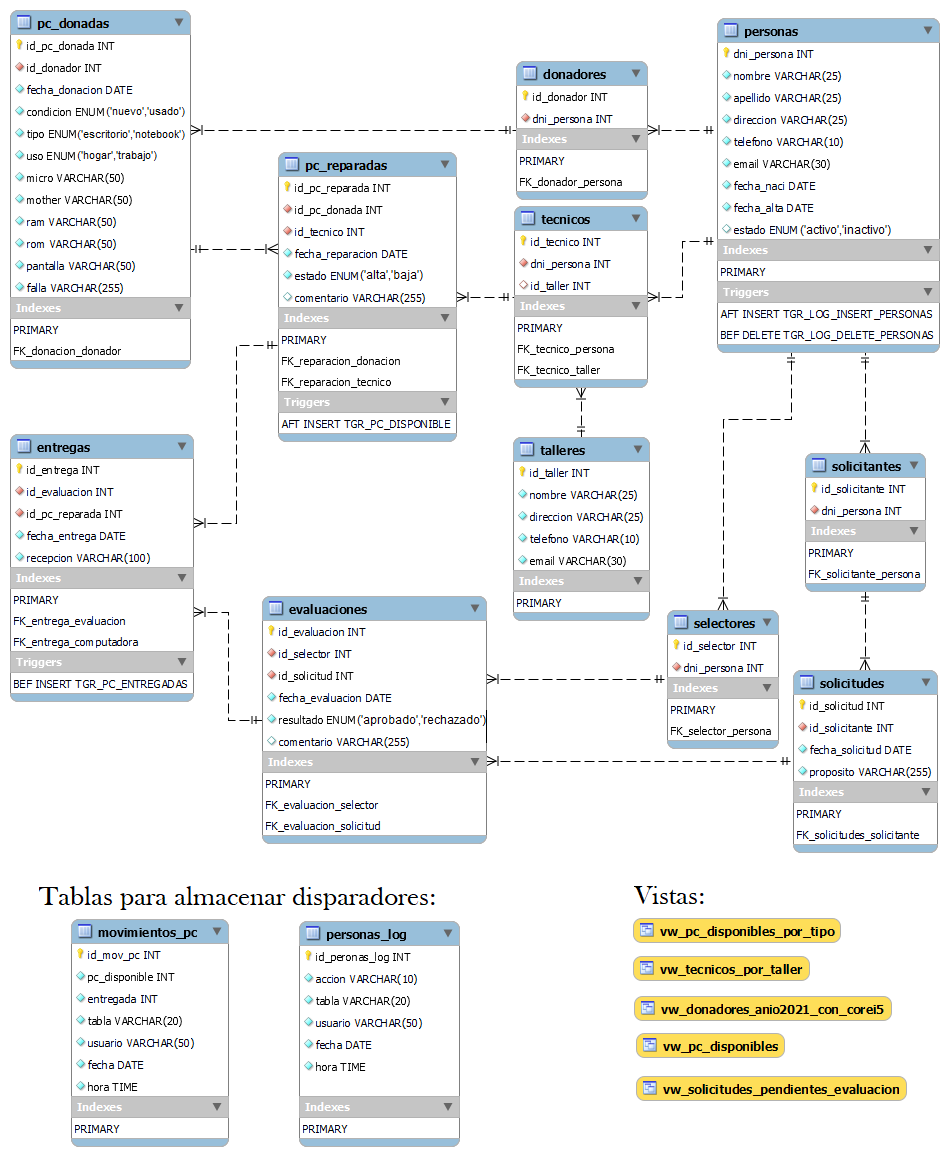 pc_donadas
id_pc_donada INT
id_donador INT
fecha_donacion DATE
condicion ENUM('nuevo','usado')
tipo ENUM('escritorio','notebook')
uso ENUM('hogar','trabajo')
micro VARCHAR(50)
mother VARCHAR(50)
ram VARCHAR(50)
rom VARCHAR(50)
pantalla VARCHAR(50)
falla VARCHAR(255)
Indexes
PRIMARY
FK_donacion_donador
pc_reparadas
id_pc_reparada INT
id_pc_donada INT
id_tecnico INT
fecha_reparacion DATE
estado ENUM('alta','baja')
comentario VARCHAR(255)
Indexes
PRIMARY
FK_reparacion_donacion
FK_reparacion_tecnico
Triggers
AFT INSERT TGR_PC_DISPONIBLE
donadores
id_donador INT
dni_persona INT
Indexes
PRIMARY
FK_donador_persona
tecnicos
id_tecnico INT
dni_persona INT
id_taller INT
Indexes
PRIMARY
FK_tecnico_persona
FK_tecnico_taller
personas
dni_persona INT
nombre VARCHAR(25)
apellido VARCHAR(25)
direccion VARCHAR(25)
telefono VARCHAR(10)
email VARCHAR(30)
fecha_naci DATE
fecha_alta DATE
estado ENUM('activo','inactivo')
Indexes
PRIMARY
Triggers
AFT INSERT TGR_LOG_INSERT_PERSONAS
BEF DELETE TGR_LOG_DELETE_PERSONAS
entregas
id_entrega INT
id_evaluacion INT
id_pc_reparada INT
fecha_entrega DATE
recepcion VARCHAR(100)
Indexes
PRIMARY
FK_entrega_evaluacion
FK_entrega_computadora
Triggers
BEF INSERT TGR_PC_ENTREGADAS
talleres
id_taller INT
nombre VARCHAR(25)
direccion VARCHAR(25)
telefono VARCHAR(10)
email VARCHAR(30)
Indexes
PRIMARY
solicitantes
id_solicitante INT
dni_persona INT
Indexes
PRIMARY
FK_solicitante_persona
evaluaciones
id_evaluacion INT
id_selector INT
id_solicitud INT
fecha_evaluacion DATE
resultado ENUM('aprobado','rechazado')
comentario VARCHAR(255)
Indexes
PRIMARY
FK_evaluacion_selector
FK_evaluacion_solicitud
selectores
id_selector INT
dni_persona INT
Indexes
PRIMARY
FK_selector_persona
solicitudes
id_solicitud INT
id_solicitante INT
fecha_solicitud DATE
proposito VARCHAR(255)
Indexes
PRIMARY
FK_solicitudes_solicitante
Tablas para almacenar disparadores:
movimientos_pc
id_mov_pc INT
pc_disponible INT
entregada INT
tabla VARCHAR(20)
usuario VARCHAR(50)
fecha DATE
hora TIME
Indexes
PRIMARY
personas_log
id_peronas_log INT
accion VARCHAR(10)
tabla VARCHAR(20)
usuario VARCHAR(50)
fecha DATE
hora TIME
Indexes
PRIMARY
Vistas:
vw_pc_disponibles_por_tipo
vw_tecnicos_por_taller
vw_donadores_anio2021_con_corei5
vw_pc_disponibles
vw_solicitudes_pendientes_evaluacion